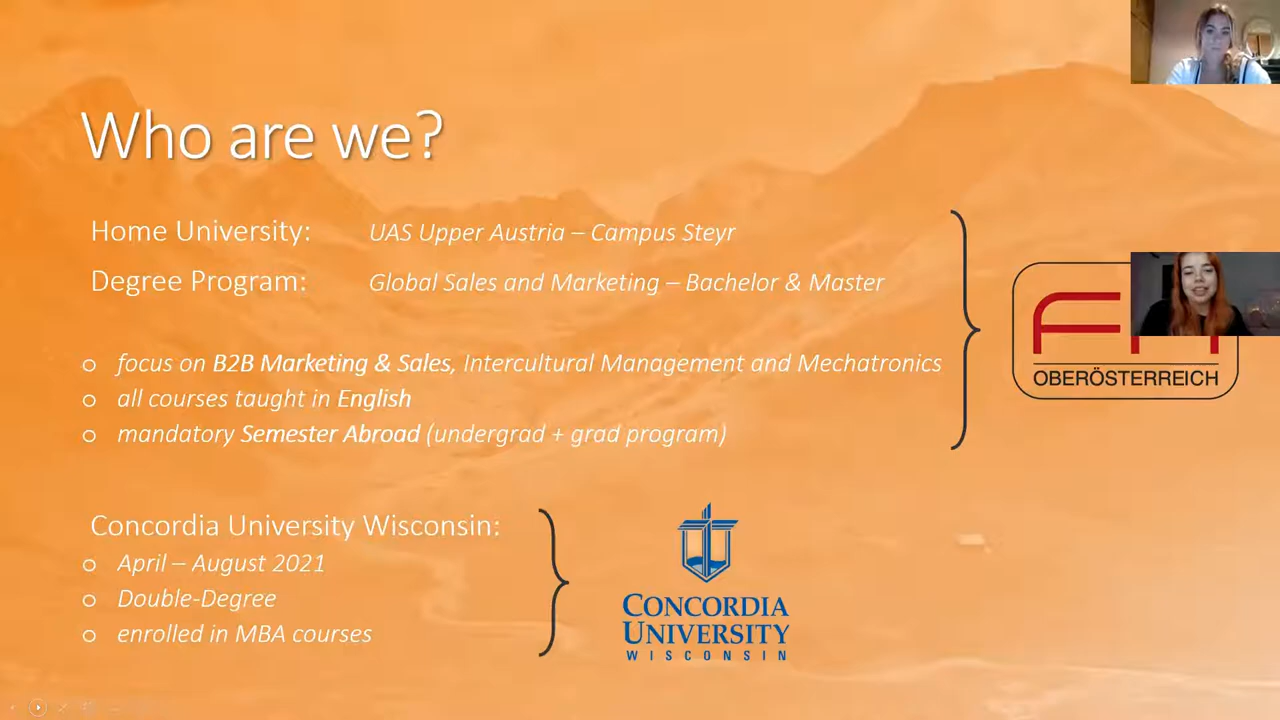 Who are we?
Home University: UAS Upper Austria – Campus Steyr
Degree Program: Global Sales and Marketing – Bachelor & Master
focus on B2B Marketing & Sales, Intercultural Management and Mechatronics
all courses taught in English
mandatory Semester Abroad (undergrad + grad program)
OBERÖSTERREICH
Concordia University Wisconsin:
April – August 2021
Double-Degree
enrolled in MBA courses
CONCORDIA
UNIVERSITY
WISCONSIN